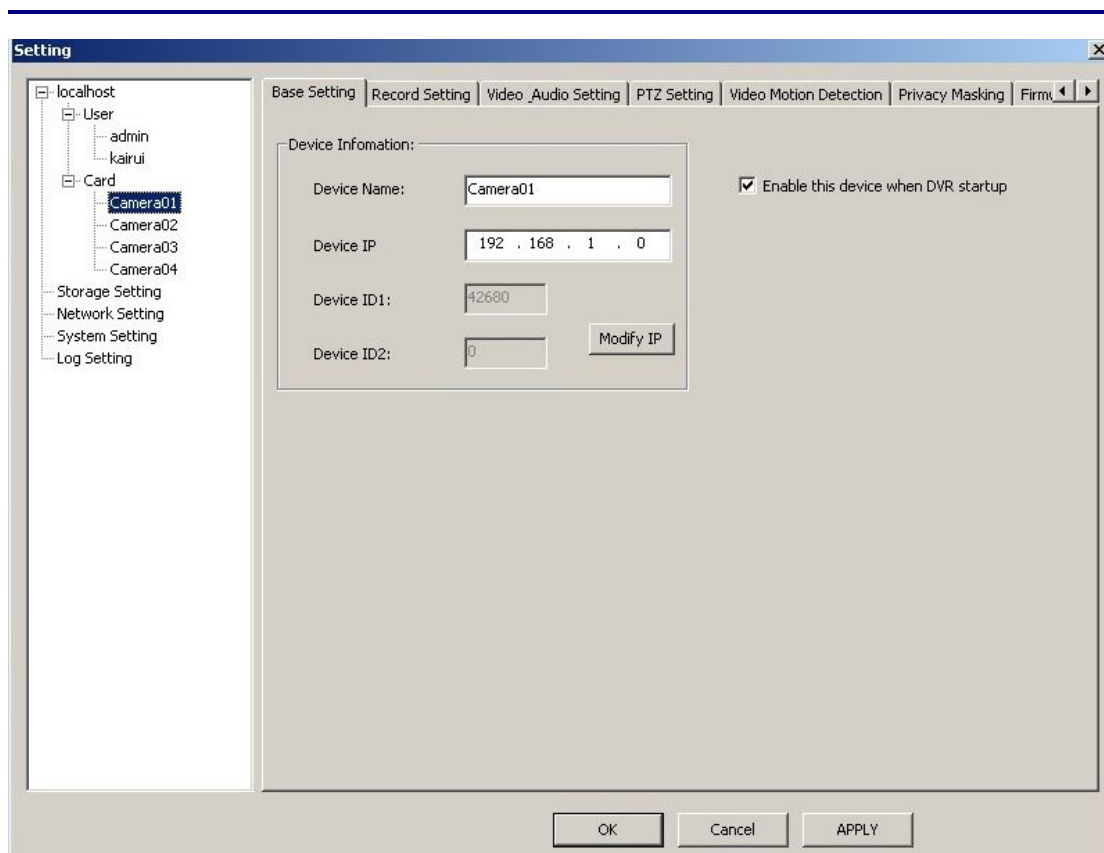 Setting
localhost
User
admin
kairui
Card
Camera01
Camera02
Camera03
Camera04
Storage Setting
Network Setting
System Setting
Log Setting
Base Setting Record Setting Video _Audio Setting PTZ Setting Video Motion Detection Privacy Masking
Device Infomation:
Device Name: Camera01
Enable this device when DVR startup
Device IP 192 . 168 . 1 . 0
Device ID1: 42680
Modify IP
Device ID2: 0
OK Cancel APPLY